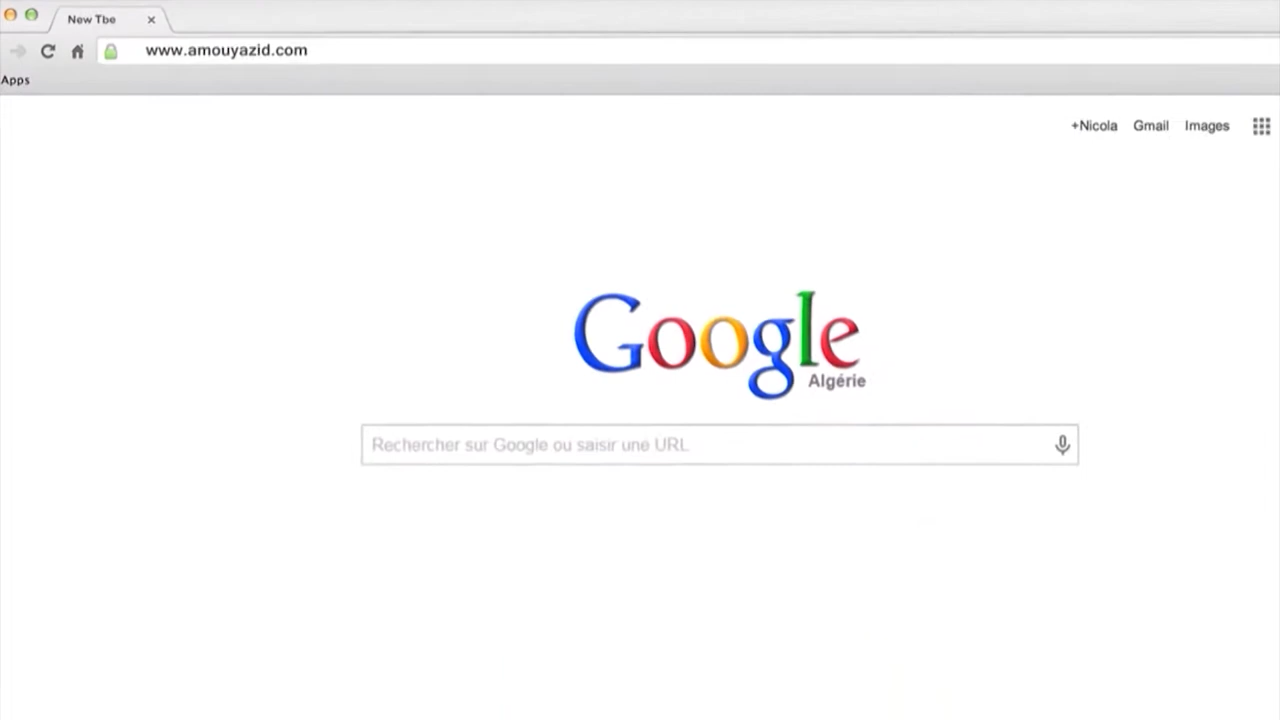 New Tbe
www.amouyazid.com
Apps
+Nicola Gmail Images
Google
Algérie
Rechercher sur Google ou saisir une URL